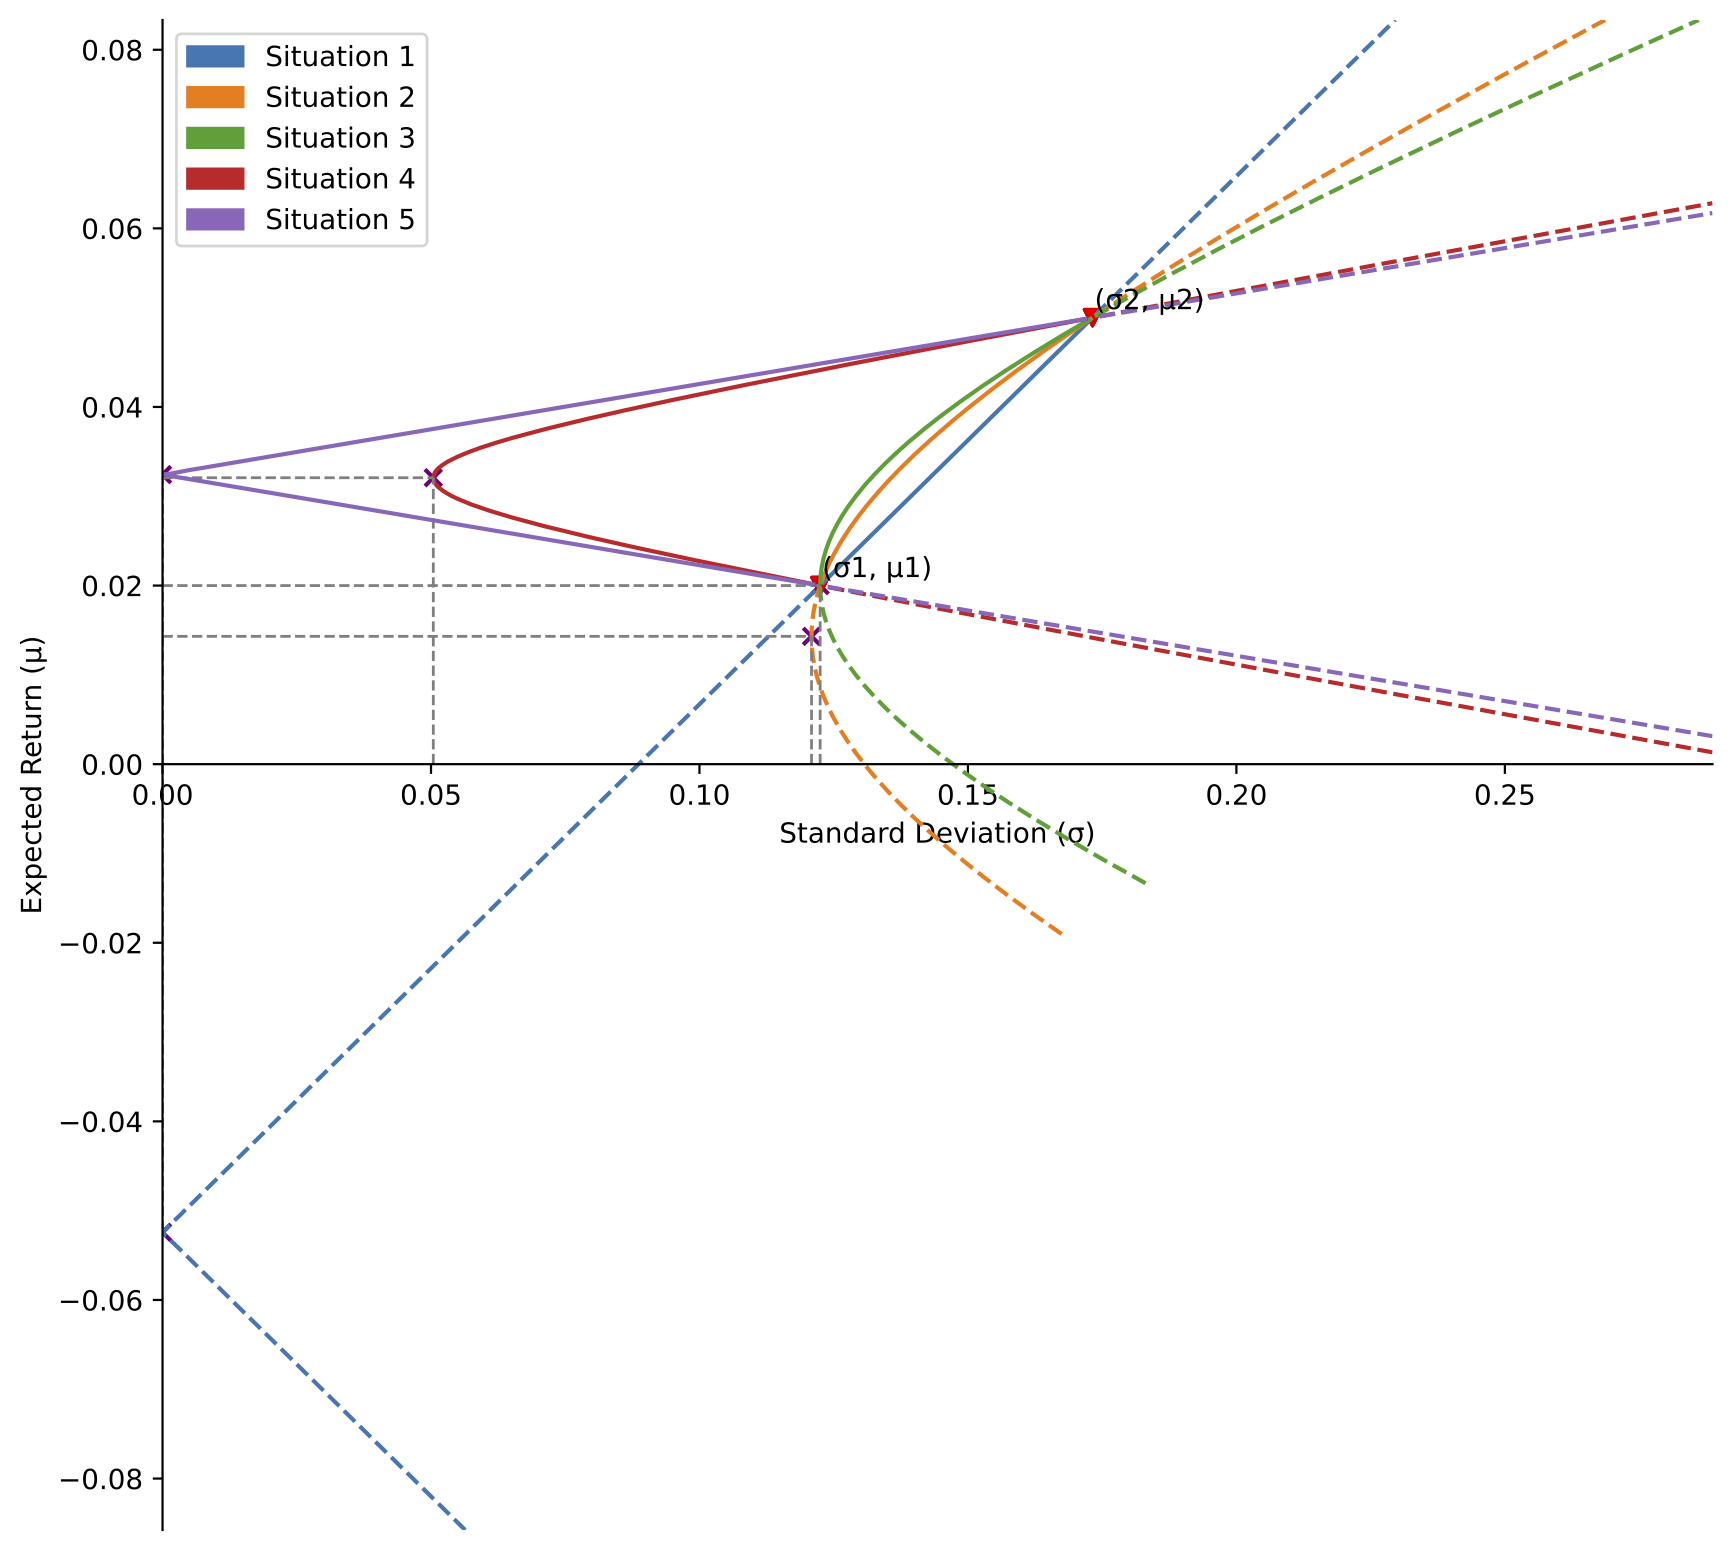 0.08
0.06
0.04
0.02
0.00
−0.02
−0.04
−0.06
−0.08
Expected Return (μ)
Situation 1
Situation 2
Situation 3
Situation 4
Situation 5
(σ2, μ2)
(σ1, μ1)
0.00 0.05 0.10 0.15 0.20 0.25
Standard Deviation (σ)